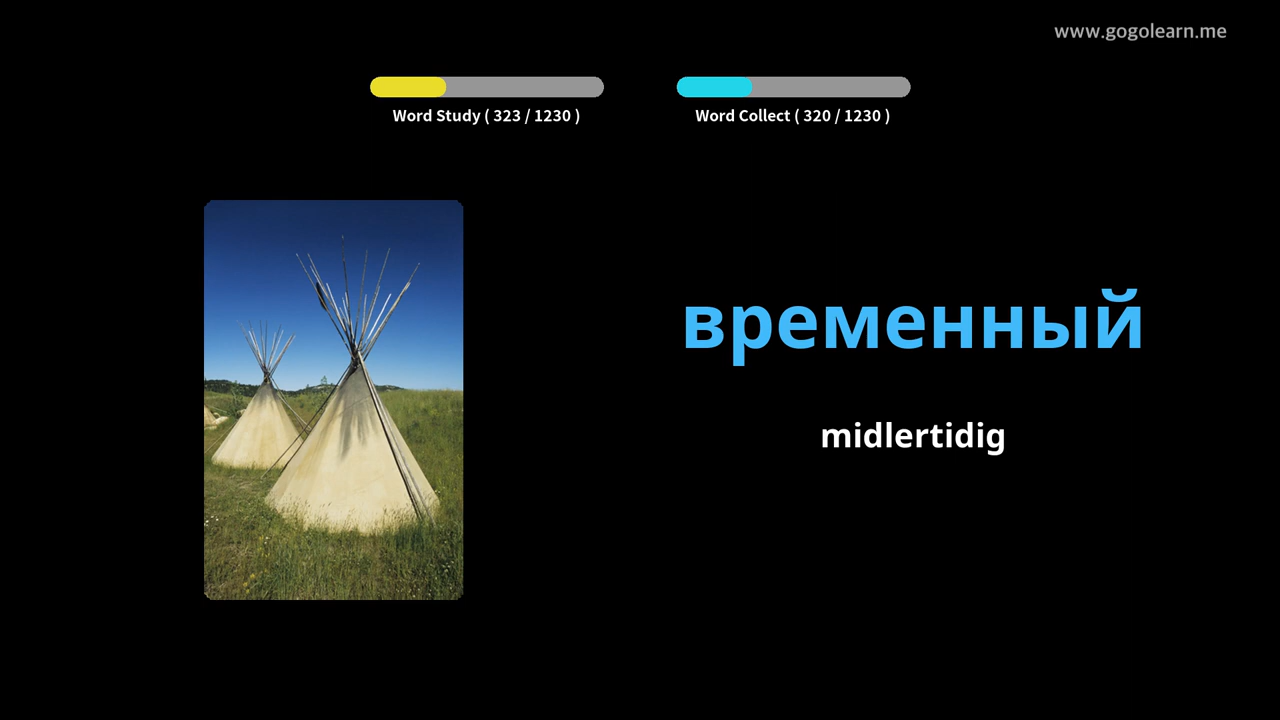 www.gogolearn.me
Word Study ( 323 / 1230 )
Word Collect ( 320 / 1230 )
временный
midlertidig